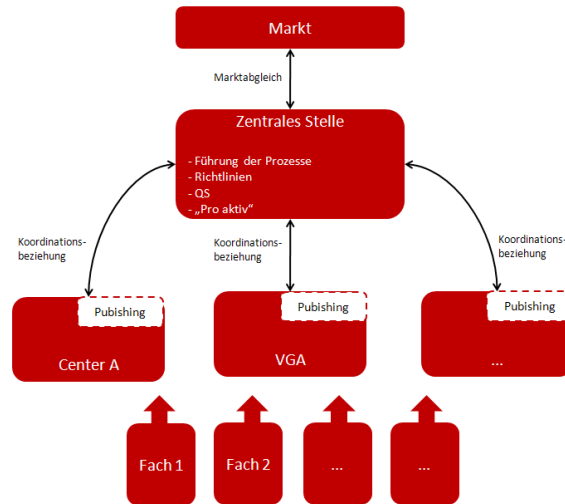 Markt
Marktabgleich
Zentrales Stelle
- Führung der Prozesse
- Richtlinien
- QS
- „Pro aktiv“
Koordinations-
beziehung
Koordinations-
beziehung
Koordinations-
beziehung
Pubishing
Pubishing
Pubishing
Center A
VGA
...
Fach 1
Fach 2
...
...